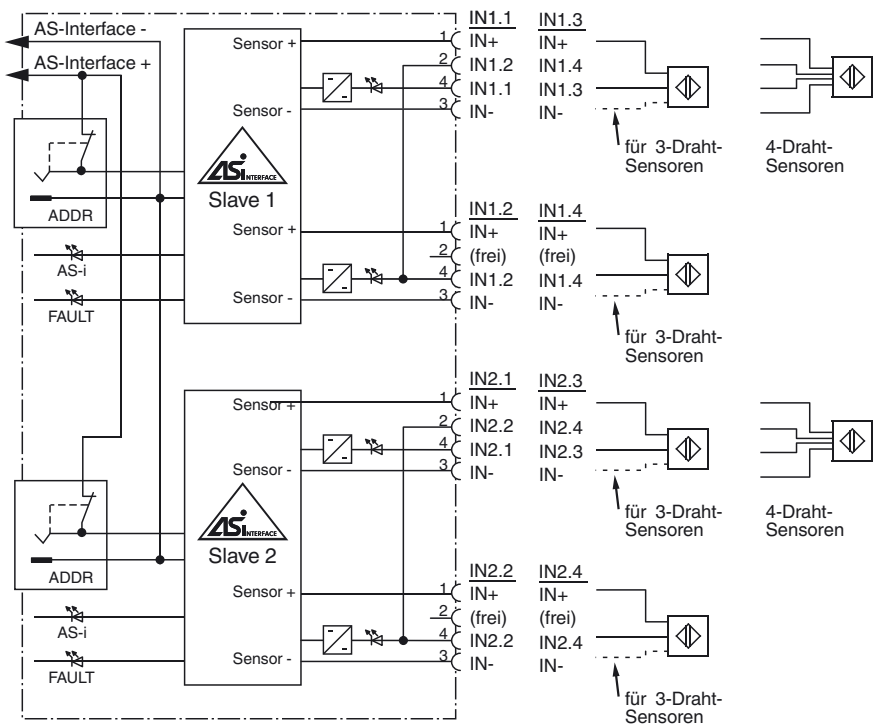 AS-Interface -
AS-Interface +
ADDR
AS-i
FAULT
Sensor +
Sensor -
ASi INTERFACE
Slave 1
Sensor +
Sensor -
IN1.1 IN1.3
1 IN+ IN+
2 IN1.2 IN1.4
4 IN1.1 IN1.3
3 IN- IN-
für 3-Draht-
Sensoren
4-Draht-
Sensoren
IN1.2 IN1.4
1 IN+ IN+
2 (frei) (frei)
4 IN1.2 IN1.4
3 IN- IN-
für 3-Draht-
Sensoren
ADDR
AS-i
FAULT
Sensor +
Sensor -
ASi INTERFACE
Slave 2
Sensor +
Sensor -
IN2.1 IN2.3
1 IN+ IN+
2 IN2.2 IN2.4
4 IN2.1 IN2.3
3 IN- IN-
für 3-Draht-
Sensoren
4-Draht-
Sensoren
IN2.2 IN2.4
1 IN+ IN+
2 (frei) (frei)
4 IN2.2 IN2.4
3 IN- IN-
für 3-Draht-
Sensoren